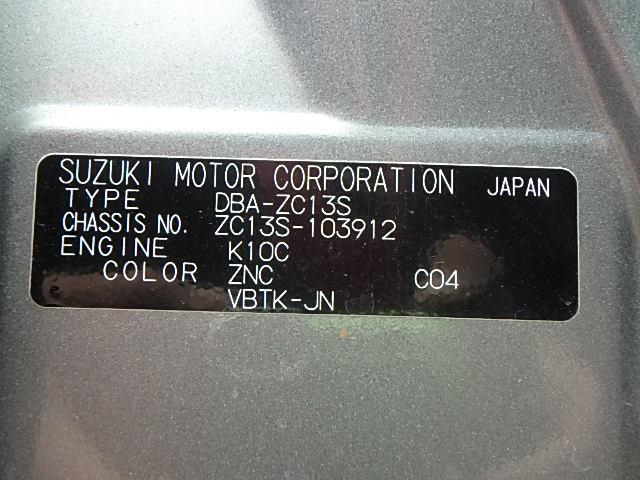 SUZUKI MOTOR CORPORATION JAPAN
TYPE DBA-ZC13S
CHASSIS NO. ZC13S-103912
ENGINE K10C
COLOR ZNC C04
VBTK-JN